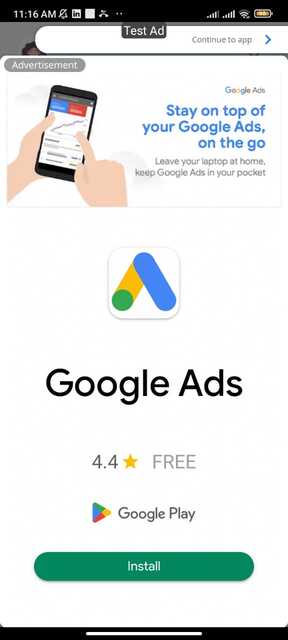 11:16 AM
Test Ad
Continue to app
Advertisement
Google Ads
Stay on top of
your Google Ads,
on the go
Leave your laptop at home,
keep Google Ads in your pocket
Google Ads
4.4 ★ FREE
Google Play
Install